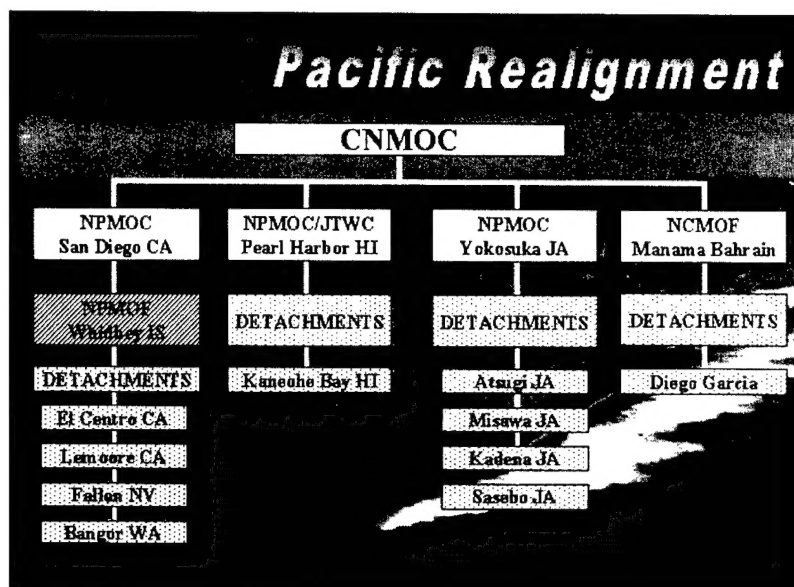 Pacific Realignment
CNMOC
NPMOC
San Diego CA
NPMOC/JTWC
Pearl Harbor HI
NPMOC
Yokosuka JA
NCMOF
Manama Bahrain
NPMOF
Whidbey IS
DETACHMENTS
DETACHMENTS
DETACHMENTS
DETACHMENTS
Kaneohe Bay HI
Atsugi JA
Diego Garcia
El Centro CA
Misawa JA
Lemoore CA
Kadena JA
Fallon NV
Sasebo JA
Bangor WA